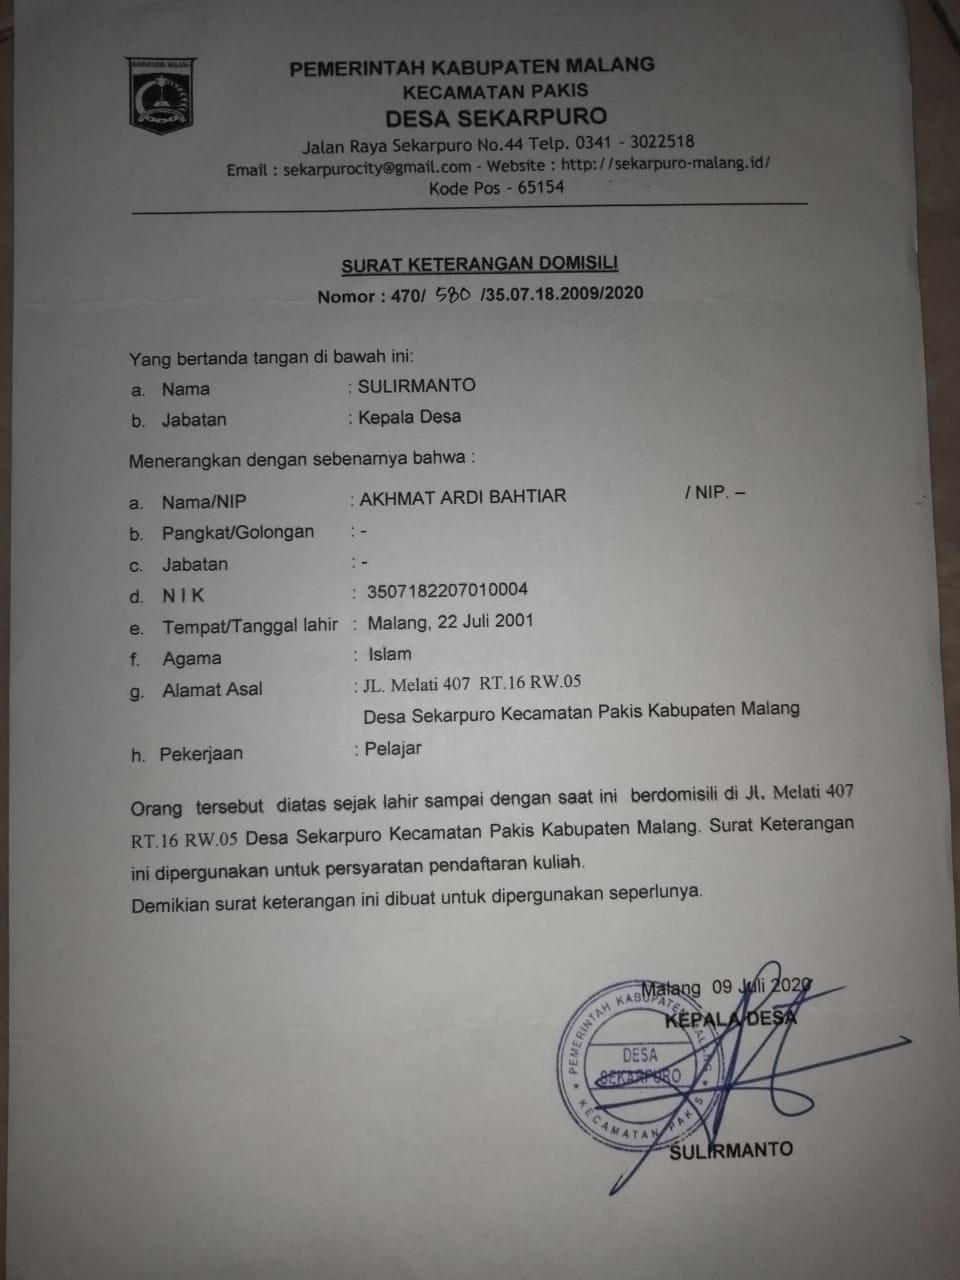 KABUPATEN MALANG
PEMERINTAH KABUPATEN MALANG
KECAMATAN PAKIS
DESA SEKARPURO
Jalan Raya Sekarpuro No.44 Telp. 0341 - 3022518
Email : sekarpurocity@gmail.com - Website : http://sekarpuro-malang.id/
Kode Pos - 65154
SURAT KETERANGAN DOMISILI
Nomor : 470/ 580 /35.07.18.2009/2020
Yang bertanda tangan di bawah ini:
a. Nama : SULIRMANTO
b. Jabatan : Kepala Desa
Menerangkan dengan sebenarnya bahwa :
a. Nama/NIP : AKHMAT ARDI BAHTIAR / NIP. –
b. Pangkat/Golongan : -
c. Jabatan : -
d. N I K : 3507182207010004
e. Tempat/Tanggal lahir : Malang, 22 Juli 2001
f. Agama : Islam
g. Alamat Asal : JL. Melati 407 RT.16 RW.05
Desa Sekarpuro Kecamatan Pakis Kabupaten Malang
h. Pekerjaan : Pelajar
Orang tersebut diatas sejak lahir sampai dengan saat ini berdomisili di Jl. Melati 407
RT.16 RW.05 Desa Sekarpuro Kecamatan Pakis Kabupaten Malang. Surat Keterangan
ini dipergunakan untuk persyaratan pendaftaran kuliah.
Demikian surat keterangan ini dibuat untuk dipergunakan seperlunya.
Malang 09 Juli 2020
KEPALA DESA
PEMERINTAH KABUPATEN MALANG
DESA
SEKARPURO
KECAMATAN PAKIS
SULIRMANTO